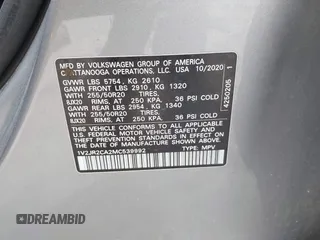 MFD. BY VOLKSWAGEN GROUP OF AMERICA
CHATTANOOGA OPERATIONS, LLC. USA 10/2020
GVWR LBS 5754, KG 2610
GAWR FRONT LBS 2910, KG 1320
WITH 255/50R20 TIRES,
8JX20 RIMS, AT 250 KPA, 36 PSI COLD
GAWR REAR LBS 2954, KG 1340
WITH 255/50R20 TIRES,
8JX20 RIMS, AT 250 KPA, 36 PSI COLD
THIS VEHICLE CONFORMS TO ALL APPLICABLE
U.S. FEDERAL MOTOR VEHICLE SAFETY
STANDARDS IN EFFECT ON THE DATE OF
MANUFACTURE SHOWN ABOVE.
1V2JR2CA2MC539992 TYPE: MPV
4250205 1
DREAMBID